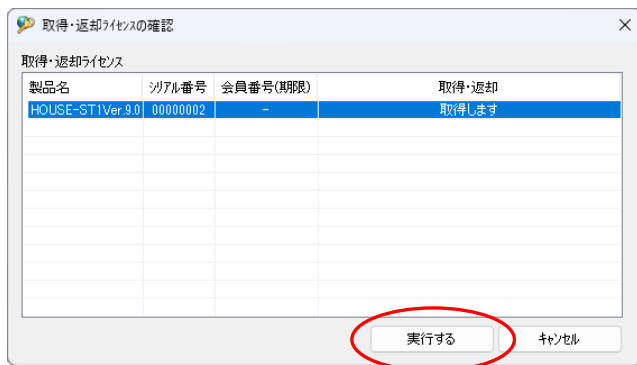 取得・返却ﾗｲｾﾝｽの確認
取得・返却ﾗｲｾﾝｽ
製品名 ｼﾘｱﾙ番号 会員番号(期限) 取得・返却
HOUSE-ST1Ver.9.0 00000002 - 取得します
実行する ｷｬﾝｾﾙ